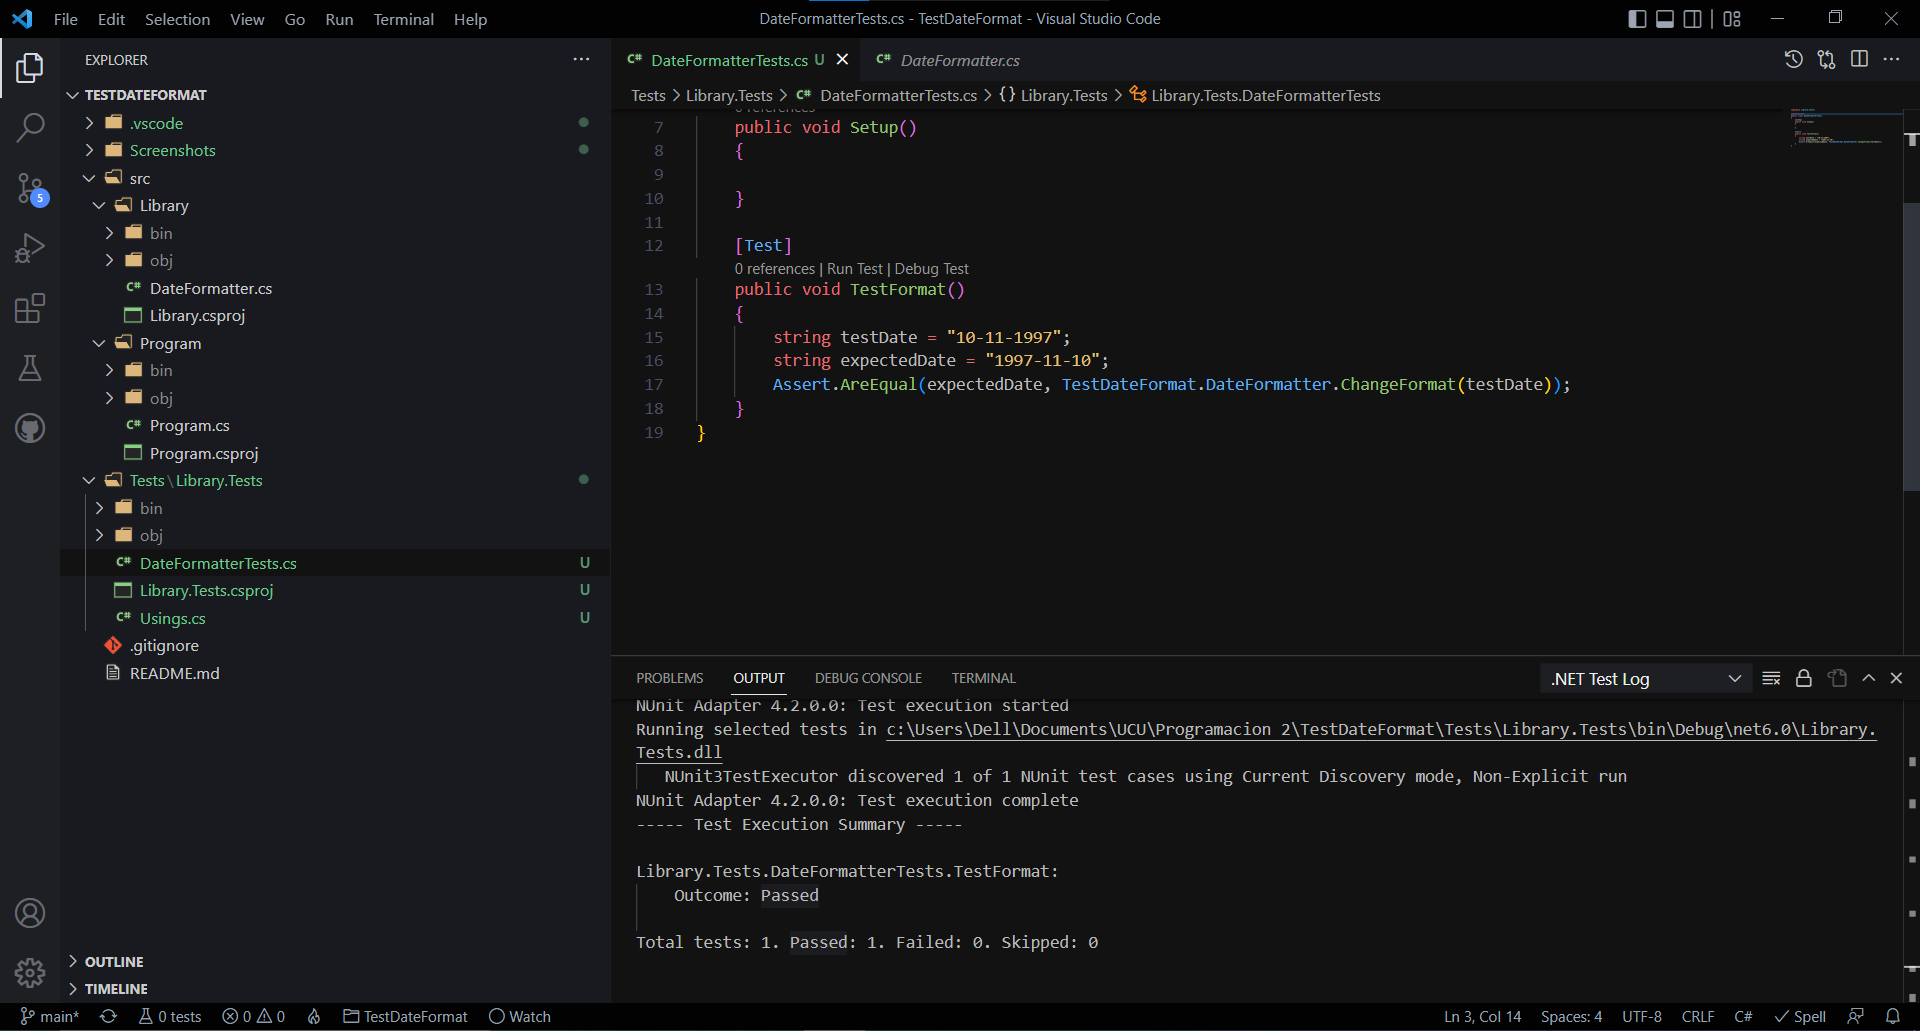 File Edit Selection View Go Run Terminal Help
DateFormatterTests.cs - TestDateFormat - Visual Studio Code
EXPLORER
TESTDATEFORMAT
.vscode
Screenshots
src
Library
bin
obj
DateFormatter.cs
Library.csproj
Program
bin
obj
Program.cs
Program.csproj
Tests\Library.Tests
bin
obj
DateFormatterTests.cs U
Library.Tests.csproj U
Usings.cs U
.gitignore
README.md
OUTLINE
TIMELINE
5
DateFormatterTests.cs U
DateFormatter.cs
Tests > Library.Tests > DateFormatterTests.cs > {} Library.Tests > Library.Tests.DateFormatterTests
0 references
7 public void Setup()
8 {
9
10 }
11
12 [Test]
0 references | Run Test | Debug Test
13 public void TestFormat()
14 {
15 string testDate = "10-11-1997";
16 string expectedDate = "1997-11-10";
17 Assert.AreEqual(expectedDate, TestDateFormat.DateFormatter.ChangeFormat(testDate));
18 }
19 }
PROBLEMS OUTPUT DEBUG CONSOLE TERMINAL
.NET Test Log
NUnit Adapter 4.2.0.0: Test execution started
Running selected tests in c:\Users\Dell\Documents\UCU\Programacion 2\TestDateFormat\Tests\Library.Tests\bin\Debug\net6.0\Library.
Tests.dll
NUnit3TestExecutor discovered 1 of 1 NUnit test cases using Current Discovery mode, Non-Explicit run
NUnit Adapter 4.2.0.0: Test execution complete
----- Test Execution Summary -----
Library.Tests.DateFormatterTests.TestFormat:
Outcome: Passed
Total tests: 1. Passed: 1. Failed: 0. Skipped: 0
main* 0 tests 0 0 TestDateFormat Watch
Ln 3, Col 14 Spaces: 4 UTF-8 CRLF C# Spell